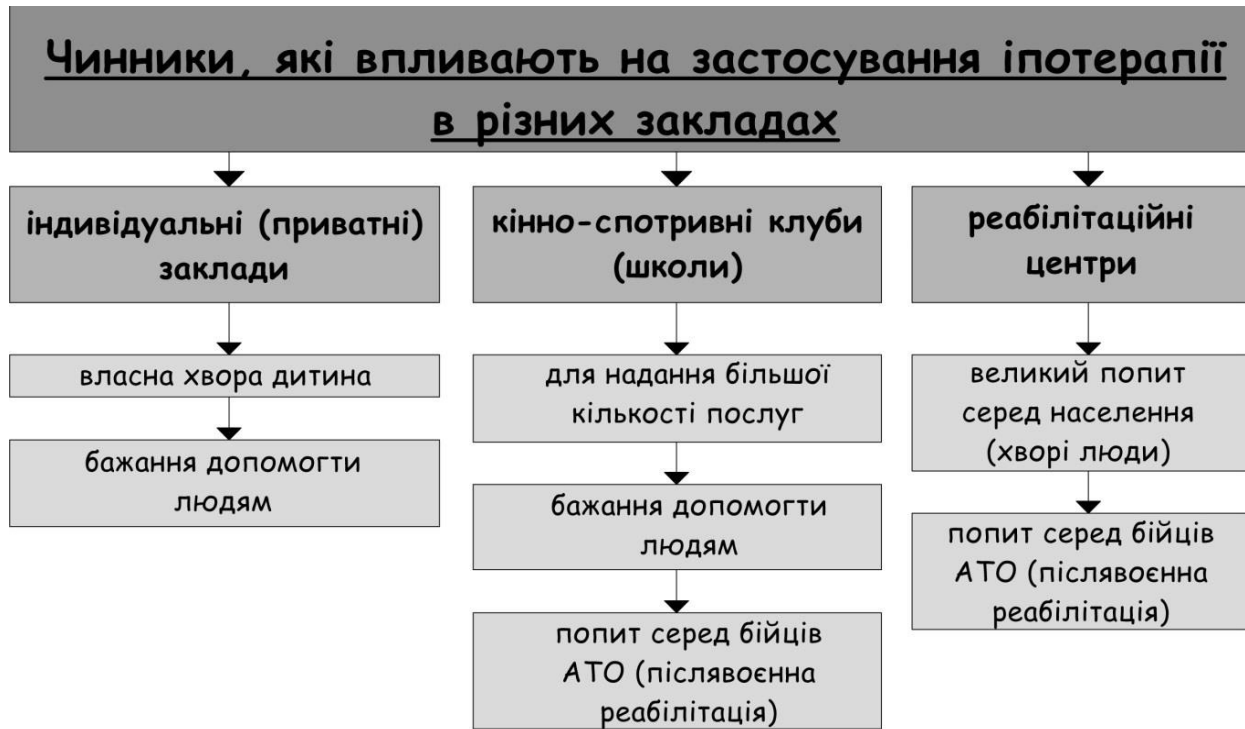 Чинники, які впливають на застосування іпотерапії
в різних закладах
індивідуальні (приватні)
заклади
власна хвора дитина
бажання допомогти
людям
кінно-спотривні клуби
(школи)
для надання більшої
кількості послуг
бажання допомогти
людям
попит серед бійців
АТО (післявоєнна
реабілітація)
реабілітаційні
центри
великий попит
серед населення
(хворі люди)
попит серед бійців
АТО (післявоєнна
реабілітація)